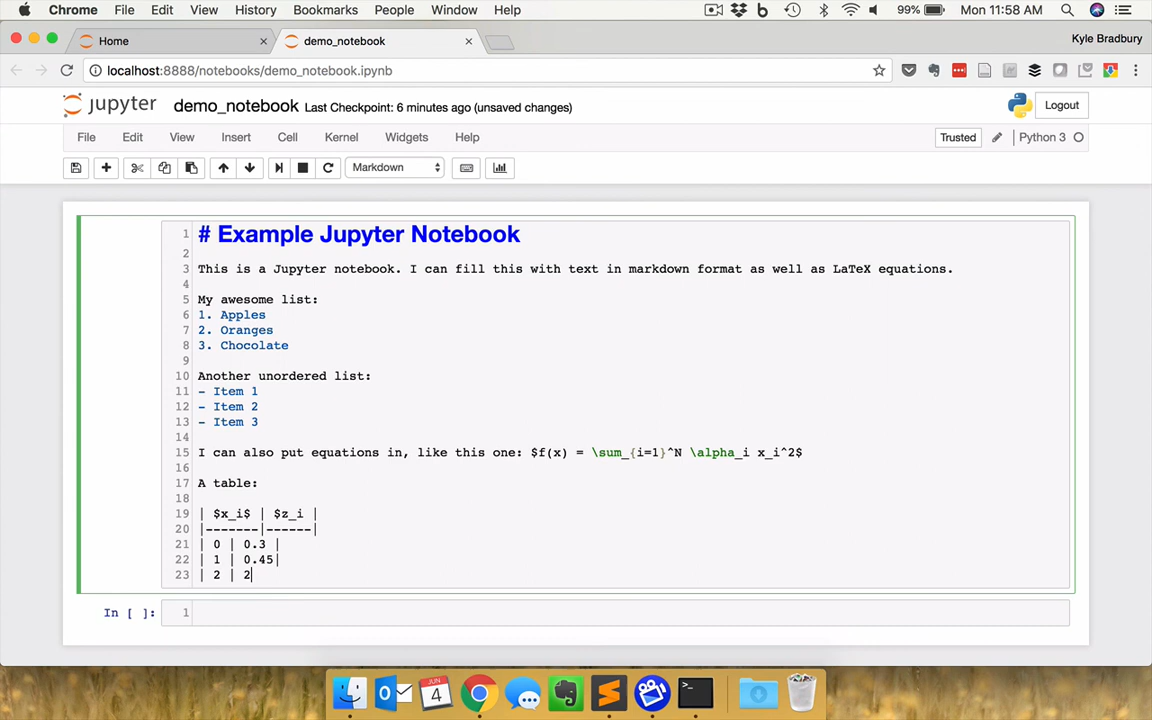 Chrome File Edit View History Bookmarks People Window Help 99% Mon 11:58 AM
Home demo_notebook Kyle Bradbury
localhost:8888/notebooks/demo_notebook.ipynb
jupyter demo_notebook Last Checkpoint: 6 minutes ago (unsaved changes) Logout
File Edit View Insert Cell Kernel Widgets Help Trusted Python 3
Markdown
1 # Example Jupyter Notebook
2
3 This is a Jupyter notebook. I can fill this with text in markdown format as well as LaTeX equations.
4
5 My awesome list:
6 1. Apples
7 2. Oranges
8 3. Chocolate
9
10 Another unordered list:
11 - Item 1
12 - Item 2
13 - Item 3
14
15 I can also put equations in, like this one: $f(x) = \sum_{i=1}^N \alpha_i x_i^2$
16
17 A table:
18
19 | $x_i$ | $z_i |
20 |-------|------|
21 | 0 | 0.3 |
22 | 1 | 0.45|
23 | 2 | 2
In [ ]: 1
JUN
4